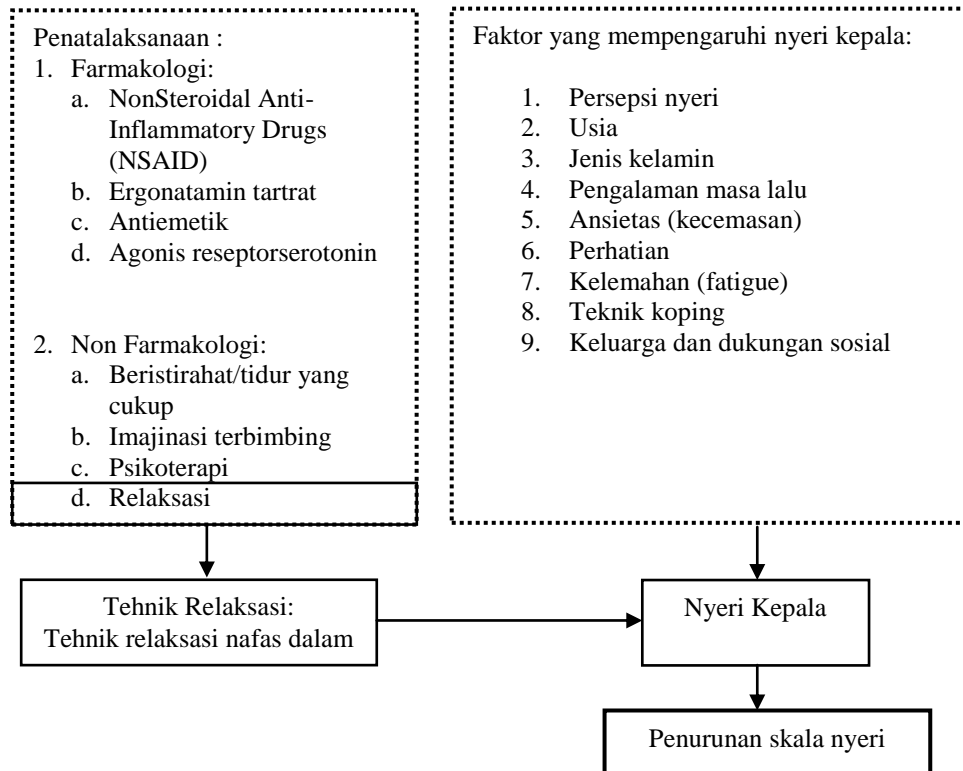 Penatalaksanaan :
1. Farmakologi:
a. NonSteroidal Anti-
Inflammatory Drugs
(NSAID)
b. Ergonatamin tartrat
c. Antiemetik
d. Agonis reseptorserotonin
2. Non Farmakologi:
a. Beristirahat/tidur yang
cukup
b. Imajinasi terbimbing
c. Psikoterapi
d. Relaksasi
Faktor yang mempengaruhi nyeri kepala:
1. Persepsi nyeri
2. Usia
3. Jenis kelamin
4. Pengalaman masa lalu
5. Ansietas (kecemasan)
6. Perhatian
7. Kelemahan (fatigue)
8. Teknik koping
9. Keluarga dan dukungan sosial
Tehnik Relaksasi:
Tehnik relaksasi nafas dalam
Nyeri Kepala
Penurunan skala nyeri